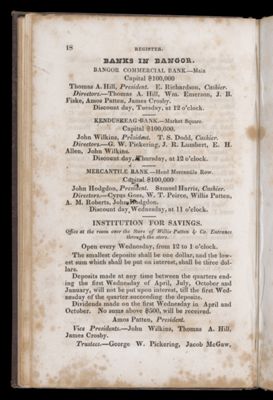 18 REGISTER.
BANKS IN BANGOR.
BANGOR COMMERCIAL BANK—Main
Capital $100,000
Thomas A. Hill, President. E. Richardson, Cashier.
Directors.—Thomas A. Hill, Wm. Emerson, J. B.
Fiske, Amos Patten, James Crosby.
Discount day, Tuesday, at 12 o'clock.
KENDUSKEAG BANK.—Market Square
Capital $100,000.
John Wilkins, President. T. S. Dodd, Cashier.
Directors.—G. W. Pickering, J. R. Lumbert, E. H.
Allen, John Wilkins.
Discount day, Thursday, at 12 o'clock.
MERCANTILE BANK.—Head Mercantile Row.
Capital $100,000
John Hodgdon, President. Samuel Harris, Cashier.
Directors.—Cyrus Goss, W. T. Peirce, Willis Patten,
A. M. Roberts, John Hodgdon.
Discount day, Wednesday, at 11 o'clock.
INSTITUTION FOR SAVINGS.
Office at the room over the Store of Willis Patten & Co. Entrance
through the store.
Open every Wednesday, from 12 to 1 o'clock.
The smallest deposite shall be one dollar, and the low-
est sum which shall be put on interest, shall be three dol-
lars.
Deposits made at any time between the quarters end-
ing the first Wednesday of April, July, October and
January, will not be put upon interest, till the first Wed-
nesday of the quarter succeeding the deposite.
Dividends made on the first Wednesday in April and
October. No sums above $500, will be received.
Amos Patten, President.
Vice Presidents.—John Wilkins, Thomas A. Hill,
James Crosby.
Trustees.—George W. Pickering, Jacob McGaw,